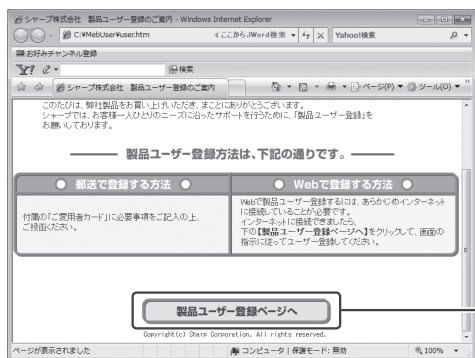 シャープ株式会社　製品ユーザー登録のご案内 - Windows Internet Explorer
C:¥MebUser¥user.htm
<ここからJWord検索
Yahoo!検索
お好みチャンネル登録
Y!
検索
シャープ株式会社　製品ユーザー登録のご案内
ページ(P)
ツール(O)
このたびは、弊社製品をお買い上げいただき、まことにありがとうございます。
シャープでは、お客様一人ひとりのニーズに沿ったサポートを行うために、「製品ユーザー登録」を
お願いしております。
製品ユーザー登録方法は、下記の通りです。
郵送で登録する方法
付属の「ご愛用者カード」に必要事項をご記入の上、
ご投函ください。
Webで登録する方法
Webで製品ユーザー登録するには、あらかじめインターネット
に接続していることが必要です。
インターネットに接続できましたら、
下の【製品ユーザー登録ページへ】をクリックして、画面の
指示に従ってユーザー登録してください。
製品ユーザー登録ページへ
Copyright(c) Sharp Corporation. All rights reserved.
ページが表示されました
コンピュータ | 保護モード: 無効
100%